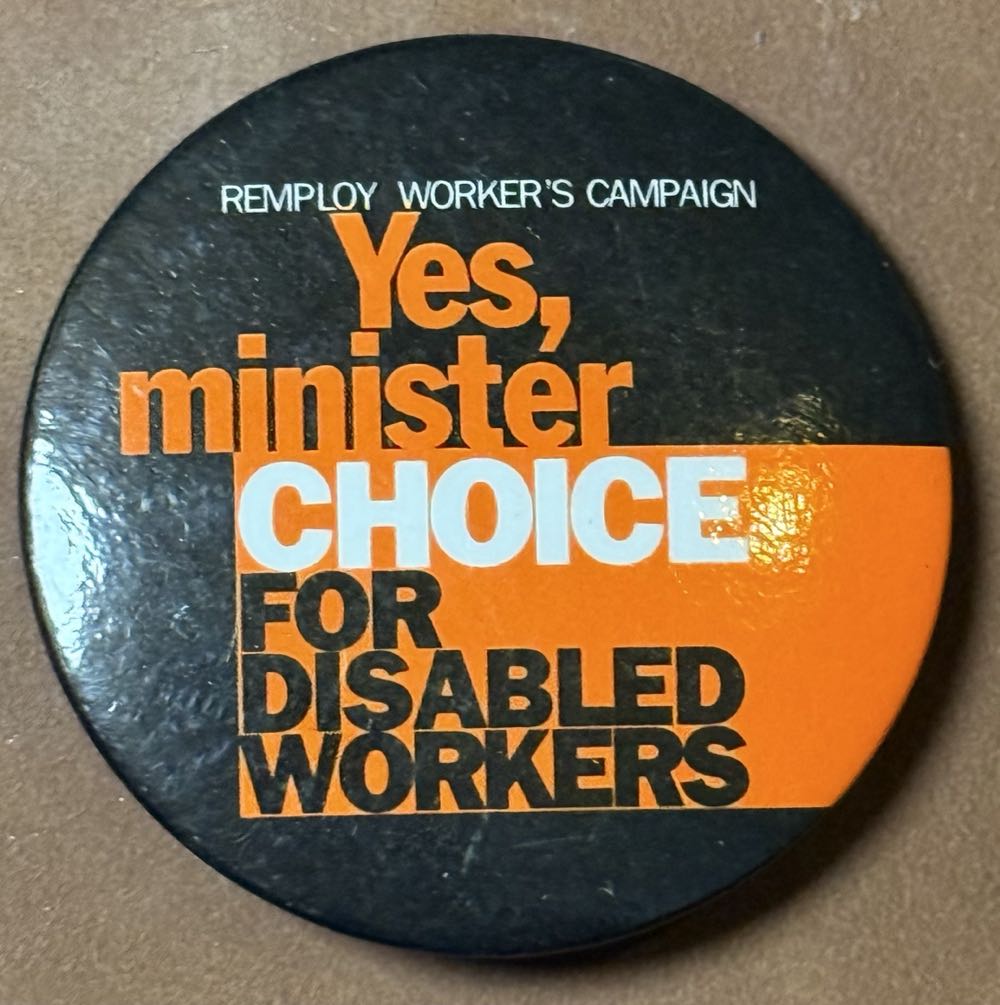 REMPLOY WORKER'S CAMPAIGN
Yes,
minister
CHOICE
FOR
DISABLED
WORKERS